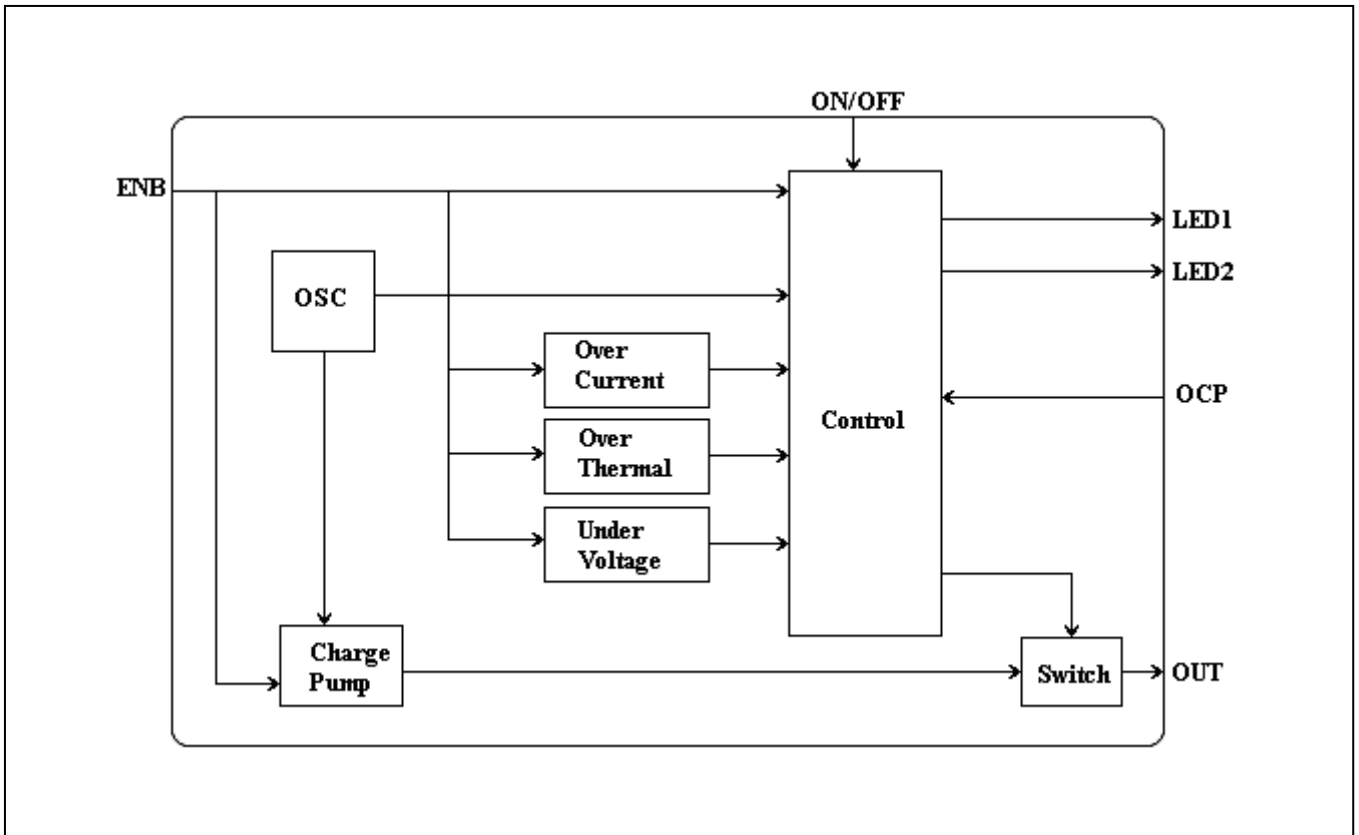 ON/OFF
ENB
LED1
OSC
LED2
Over
Current
OCP
Control
Over
Thermal
Under
Voltage
Charge
Pump
Switch
OUT